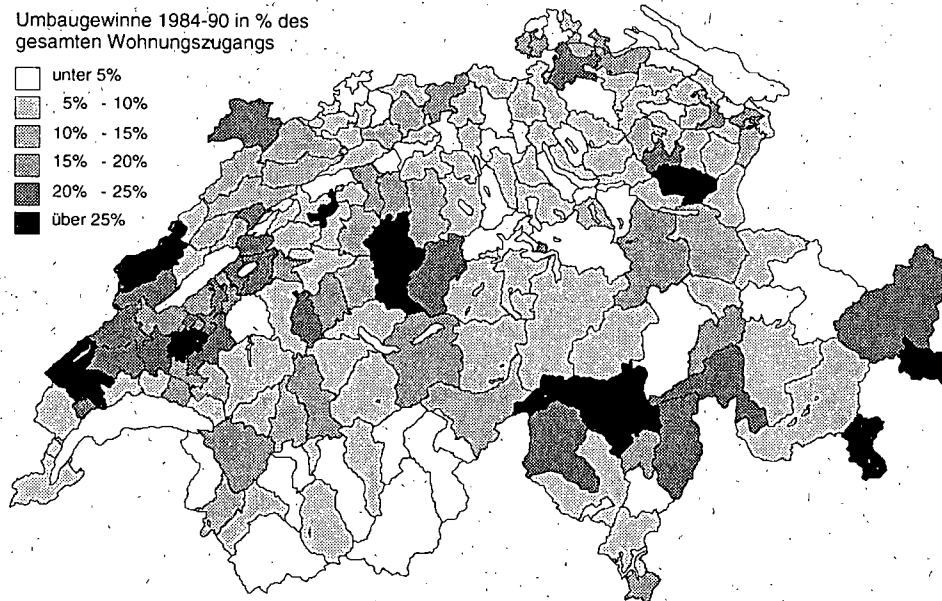 Umbaugewinne 1984-90 in % des
gesamten Wohnungszugangs
unter 5%
5% - 10%
10% - 15%
15% - 20%
20% - 25%
über 25%